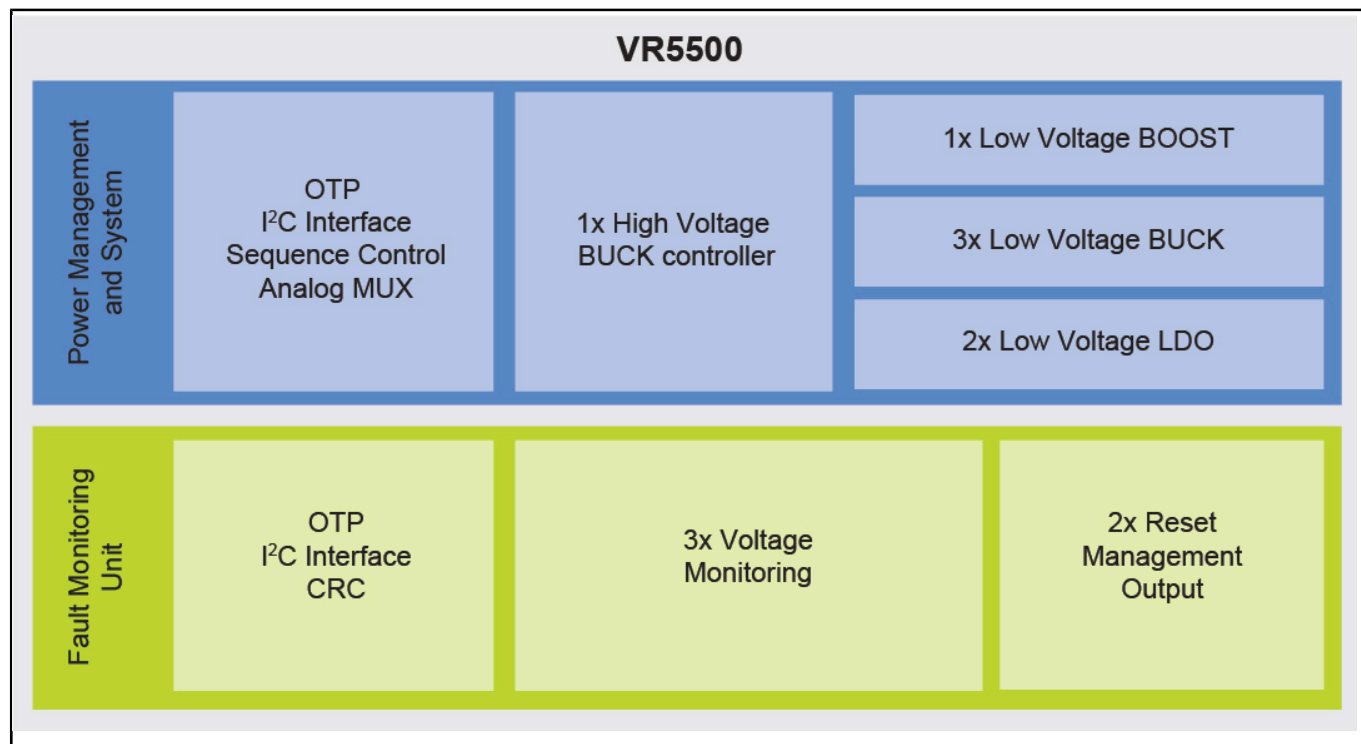 VR5500
Power Management
and System
OTP
I²C Interface
Sequence Control
Analog MUX
1x High Voltage
BUCK controller
1x Low Voltage BOOST
3x Low Voltage BUCK
2x Low Voltage LDO
Fault Monitoring
Unit
OTP
I²C Interface
CRC
3x Voltage
Monitoring
2x Reset
Management
Output